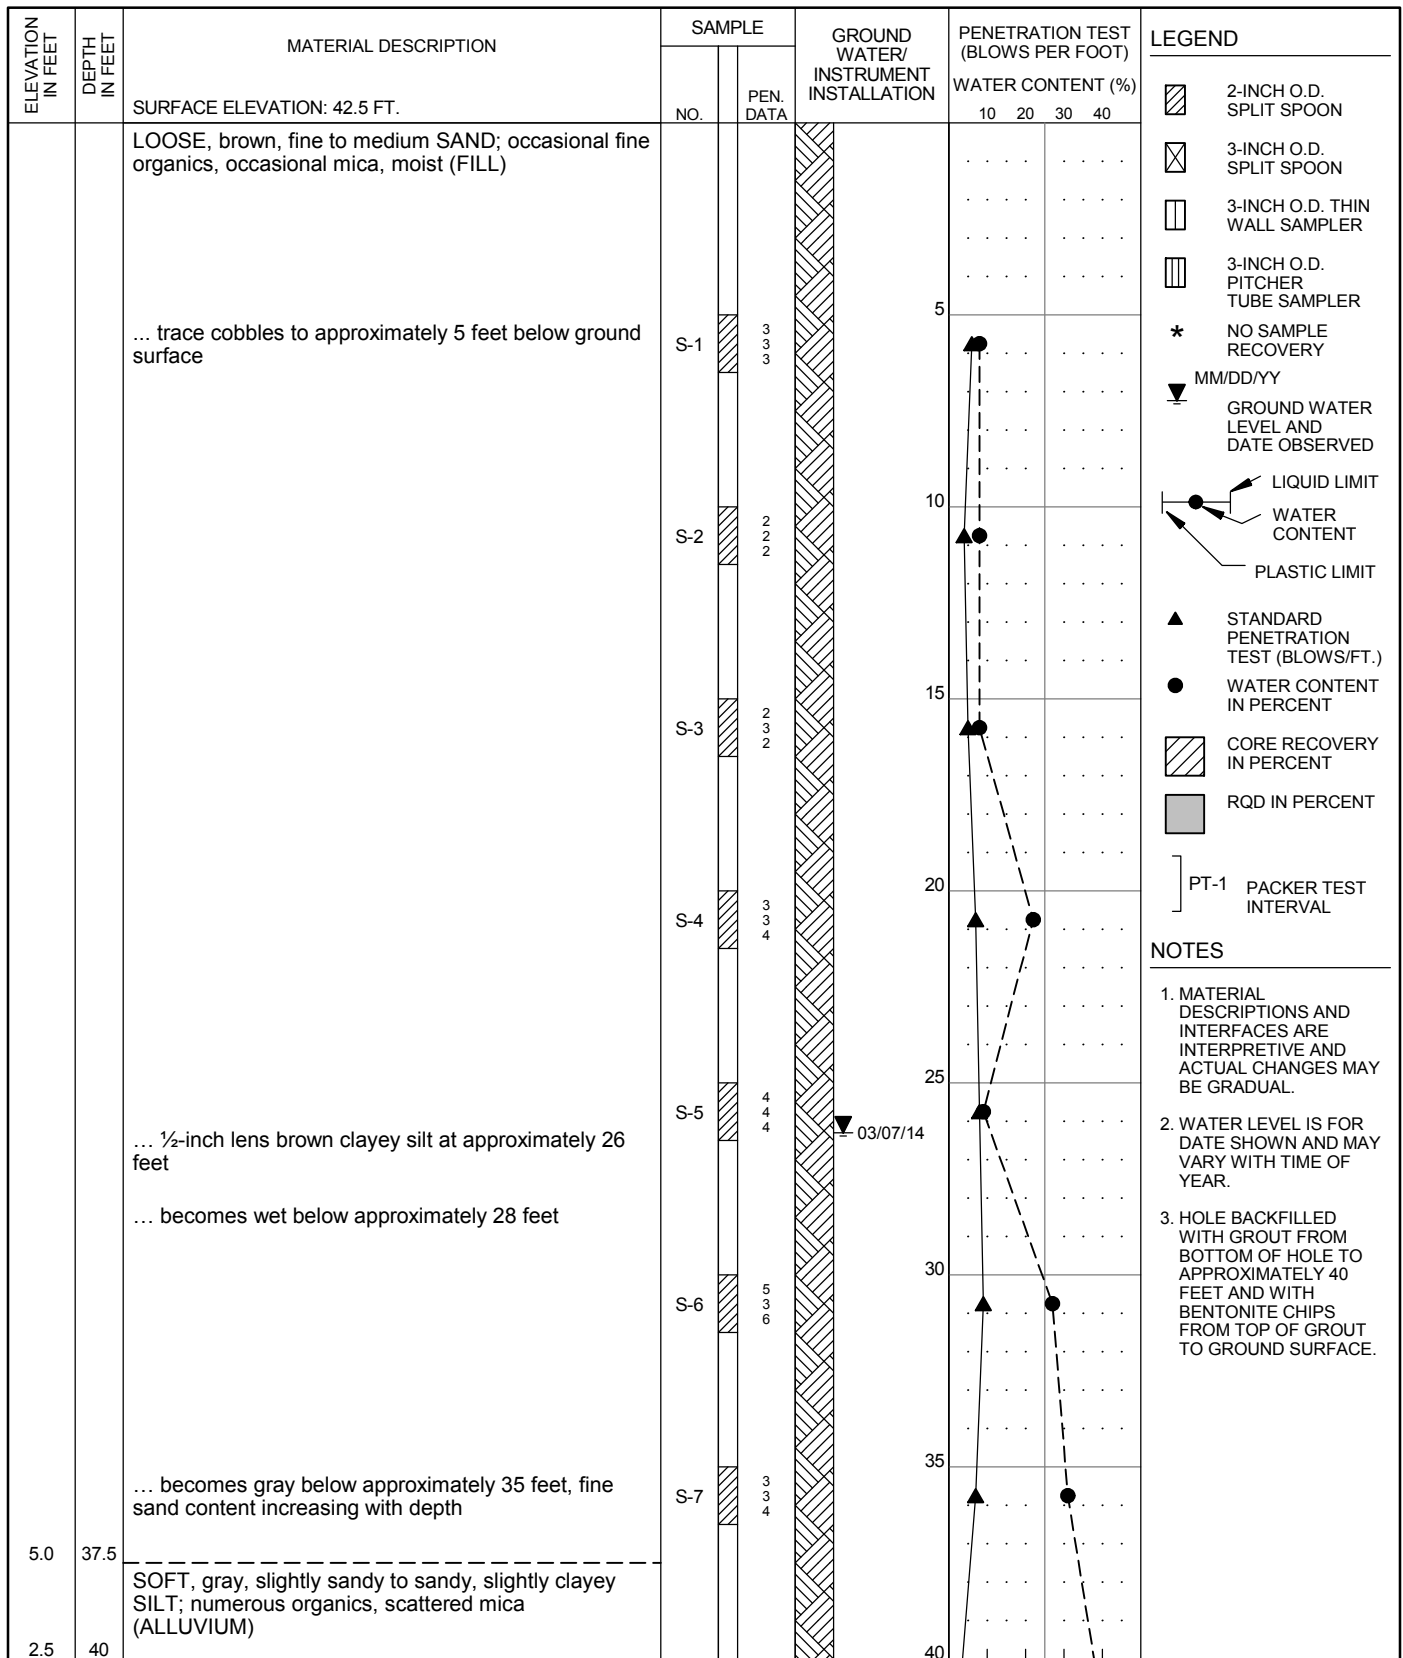 ELEVATION
IN FEET
DEPTH
IN FEET
MATERIAL DESCRIPTION
SURFACE ELEVATION: 42.5 FT.
SAMPLE
NO.
PEN.
DATA
GROUND
WATER/
INSTRUMENT
INSTALLATION
PENETRATION TEST
(BLOWS PER FOOT)
WATER CONTENT (%)
10 20 30 40
LOOSE, brown, fine to medium SAND; occasional fine
organics, occasional mica, moist (FILL)
5
... trace cobbles to approximately 5 feet below ground
surface
S-1
3
3
3
10
S-2
2
2
2
15
S-3
2
3
2
20
S-4
3
3
4
25
S-5
4
4
4
03/07/14
… ½-inch lens brown clayey silt at approximately 26
feet
… becomes wet below approximately 28 feet
30
S-6
5
3
6
35
… becomes gray below approximately 35 feet, fine
sand content increasing with depth
S-7
3
3
4
5.0 37.5
SOFT, gray, slightly sandy to sandy, slightly clayey
SILT; numerous organics, scattered mica
(ALLUVIUM)
2.5 40
40
LEGEND
2-INCH O.D.
SPLIT SPOON
3-INCH O.D.
SPLIT SPOON
3-INCH O.D. THIN
WALL SAMPLER
3-INCH O.D.
PITCHER
TUBE SAMPLER
* NO SAMPLE
RECOVERY
MM/DD/YY
GROUND WATER
LEVEL AND
DATE OBSERVED
LIQUID LIMIT
WATER
CONTENT
PLASTIC LIMIT
STANDARD
PENETRATION
TEST (BLOWS/FT.)
WATER CONTENT
IN PERCENT
CORE RECOVERY
IN PERCENT
RQD IN PERCENT
PT-1 PACKER TEST
INTERVAL
NOTES
1. MATERIAL
DESCRIPTIONS AND
INTERFACES ARE
INTERPRETIVE AND
ACTUAL CHANGES MAY
BE GRADUAL.
2. WATER LEVEL IS FOR
DATE SHOWN AND MAY
VARY WITH TIME OF
YEAR.
3. HOLE BACKFILLED
WITH GROUT FROM
BOTTOM OF HOLE TO
APPROXIMATELY 40
FEET AND WITH
BENTONITE CHIPS
FROM TOP OF GROUT
TO GROUND SURFACE.